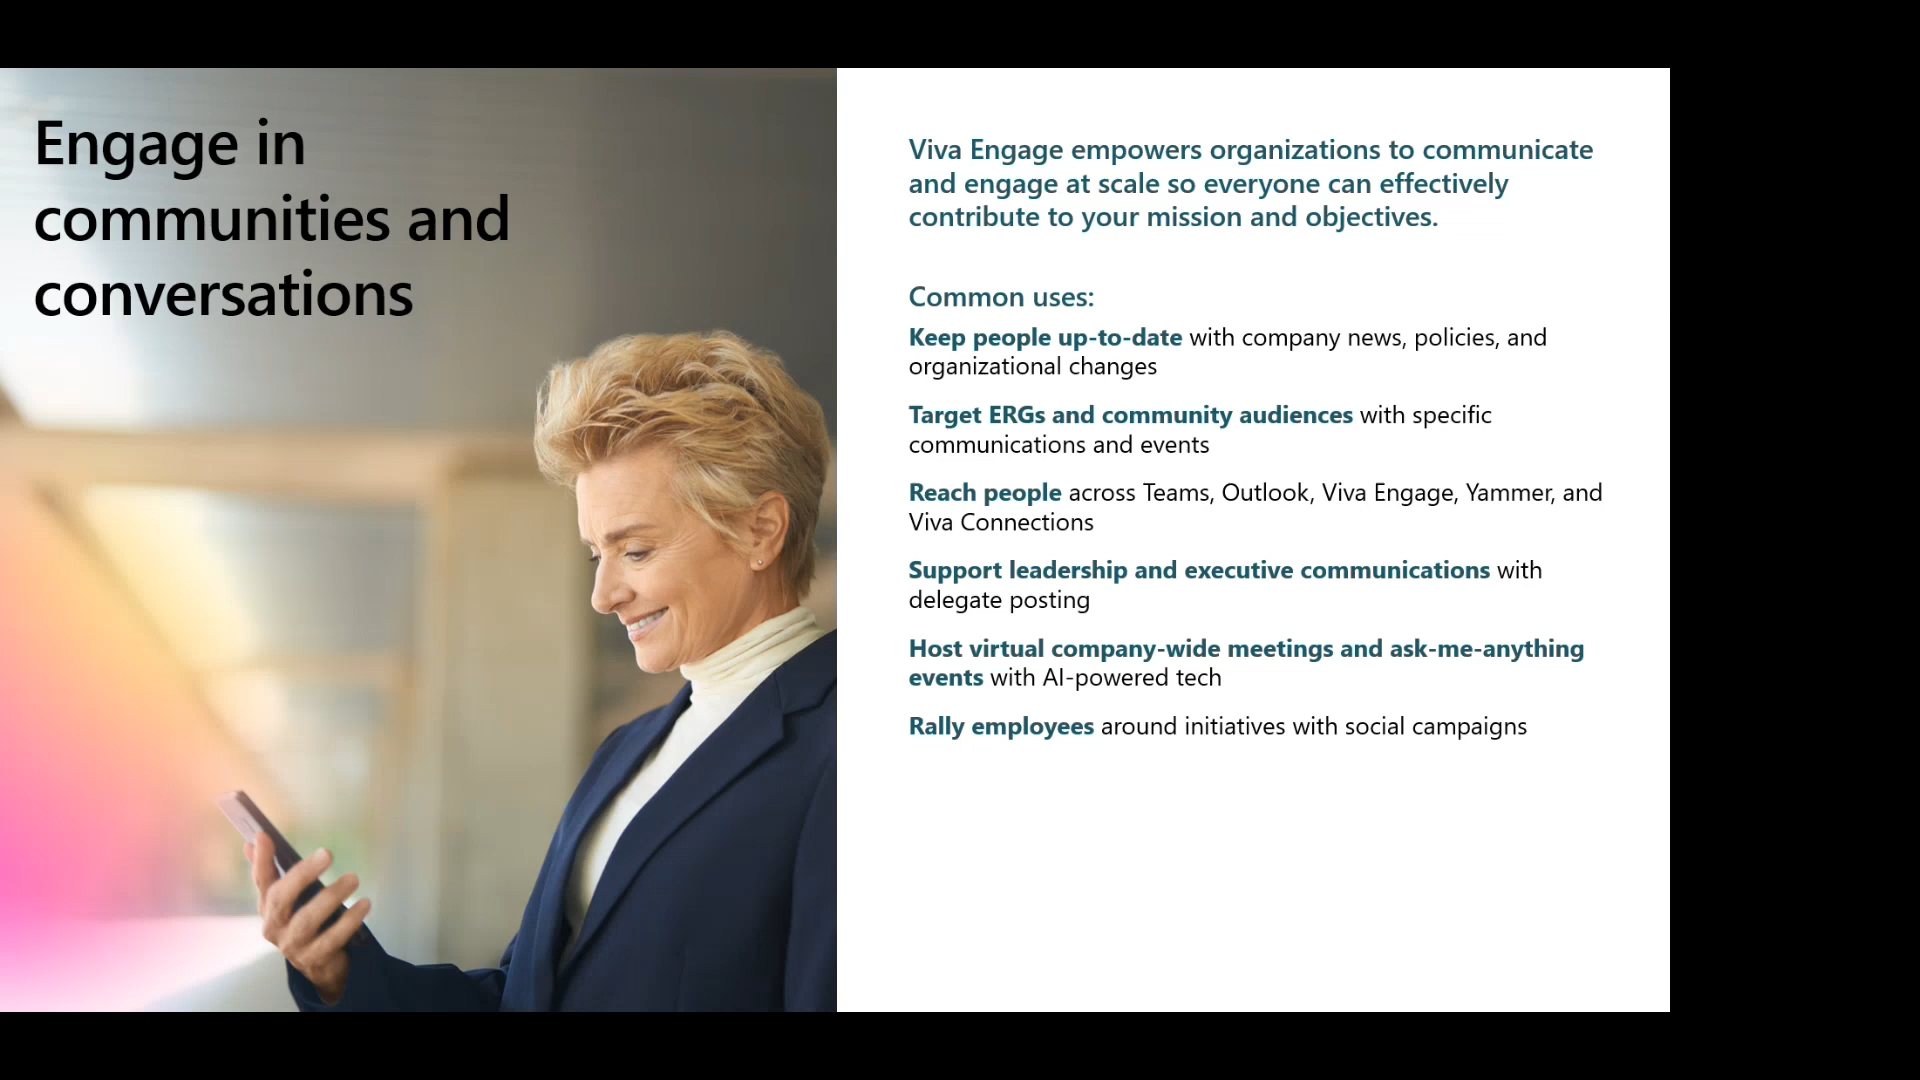 Engage in
communities and
conversations
Viva Engage empowers organizations to communicate
and engage at scale so everyone can effectively
contribute to your mission and objectives.
Common uses:
Keep people up-to-date with company news, policies, and
organizational changes
Target ERGs and community audiences with specific
communications and events
Reach people across Teams, Outlook, Viva Engage, Yammer, and
Viva Connections
Support leadership and executive communications with
delegate posting
Host virtual company-wide meetings and ask-me-anything
events with AI-powered tech
Rally employees around initiatives with social campaigns